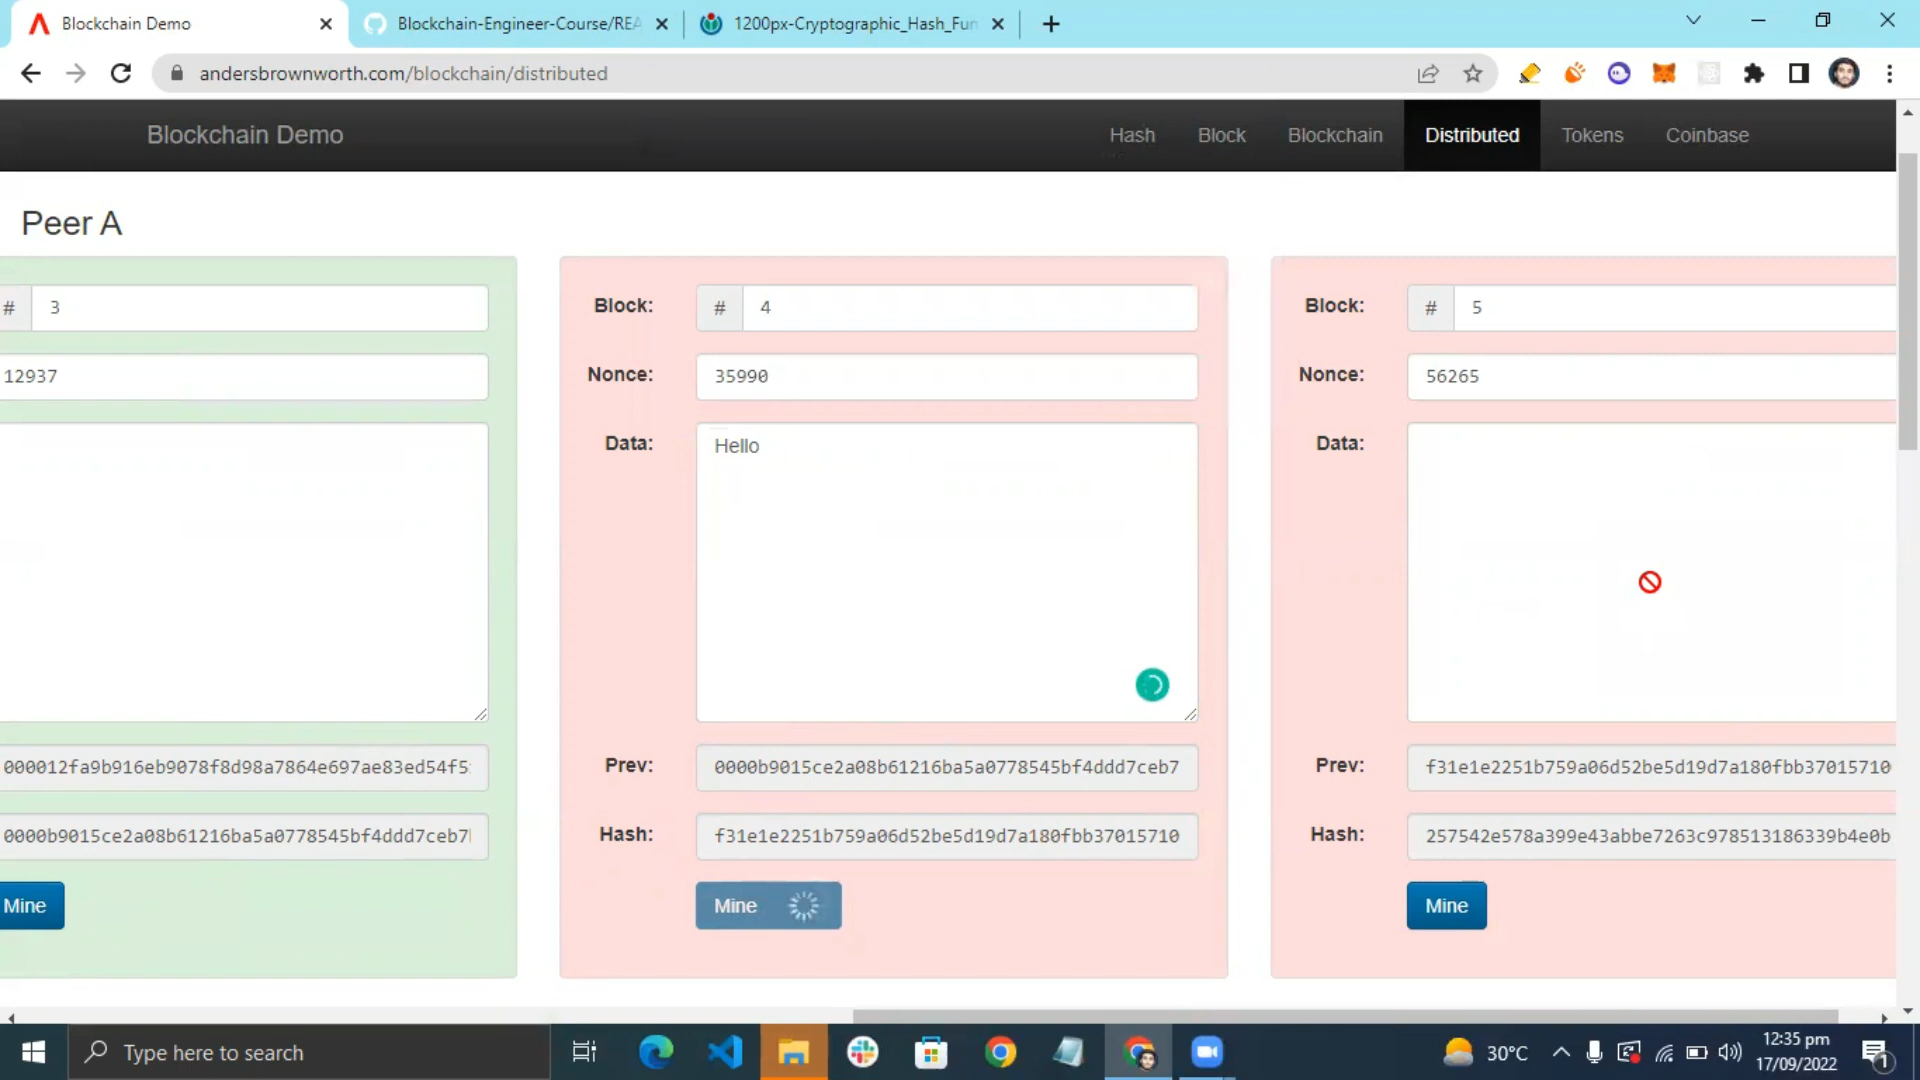 Blockchain Demo
Blockchain-Engineer-Course/REA
1200px-Cryptographic_Hash_Fun
andersbrownworth.com/blockchain/distributed
Blockchain Demo
Hash
Block
Blockchain
Distributed
Tokens
Coinbase
Peer A
# 3
12937
000012fa9b916eb9078f8d98a7864e697ae83ed54f5
0000b9015ce2a08b61216ba5a0778545bf4ddd7ceb7
Mine
Block: # 4
Nonce: 35990
Data: Hello
Prev: 0000b9015ce2a08b61216ba5a0778545bf4ddd7ceb7
Hash: f31e1e2251b759a06d52be5d19d7a180fbb37015710
Mine
Block: # 5
Nonce: 56265
Data:
Prev: f31e1e2251b759a06d52be5d19d7a180fbb37015710
Hash: 257542e578a399e43abbe7263c978513186339b4e0b
Mine
Type here to search
30°C
12:35 pm
17/09/2022
1